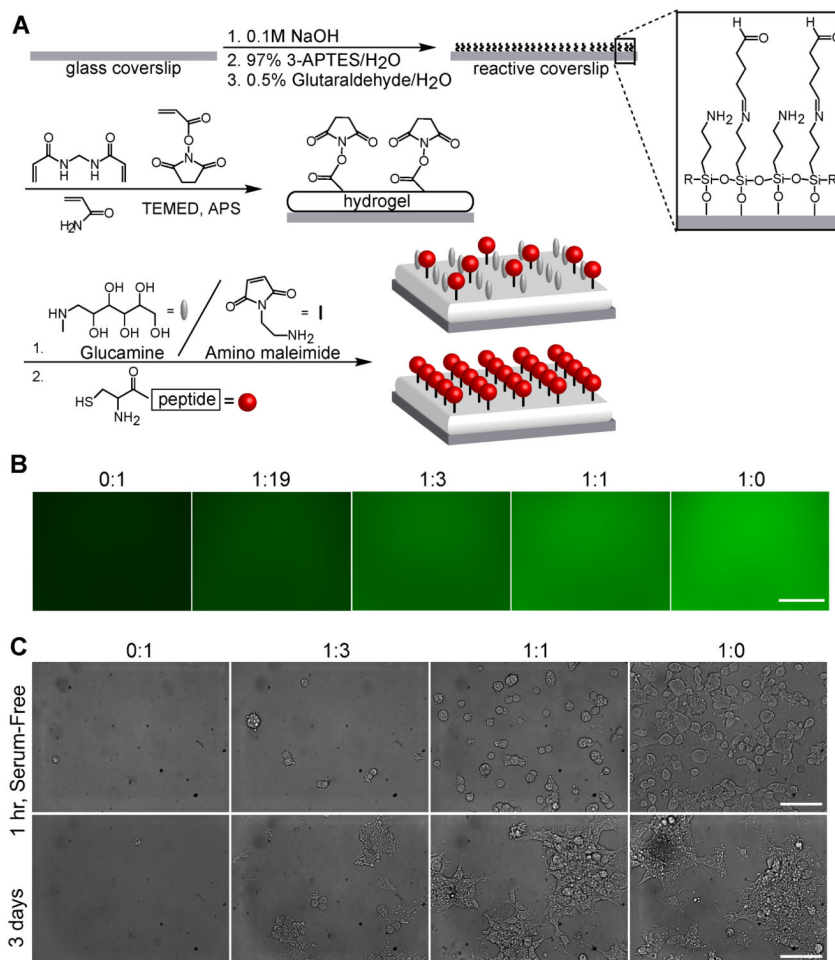 A
glass coverslip
1. 0.1M NaOH
2. 97% 3-APTES/H2O
3. 0.5% Glutaraldehyde/H2O
reactive coverslip
H
O
H
O
N
NH2
N
NH2
R
Si
O
Si
O
Si
O
Si
R
O
O
O
O
O
N
H
N
H
O
O
H2N
O
O
O
N
O
TEMED, APS
O
N
O
O
O
O
N
O
O
O
hydrogel
HN
OH
OH
OH
OH
OH
=
1.
Glucamine
O
N
O
NH2
= I
Amino maleimide
2.
HS
O
NH2
peptide
=
B
0:1 1:19 1:3 1:1 1:0
C
0:1 1:3 1:1 1:0
1 hr, Serum-Free
3 days